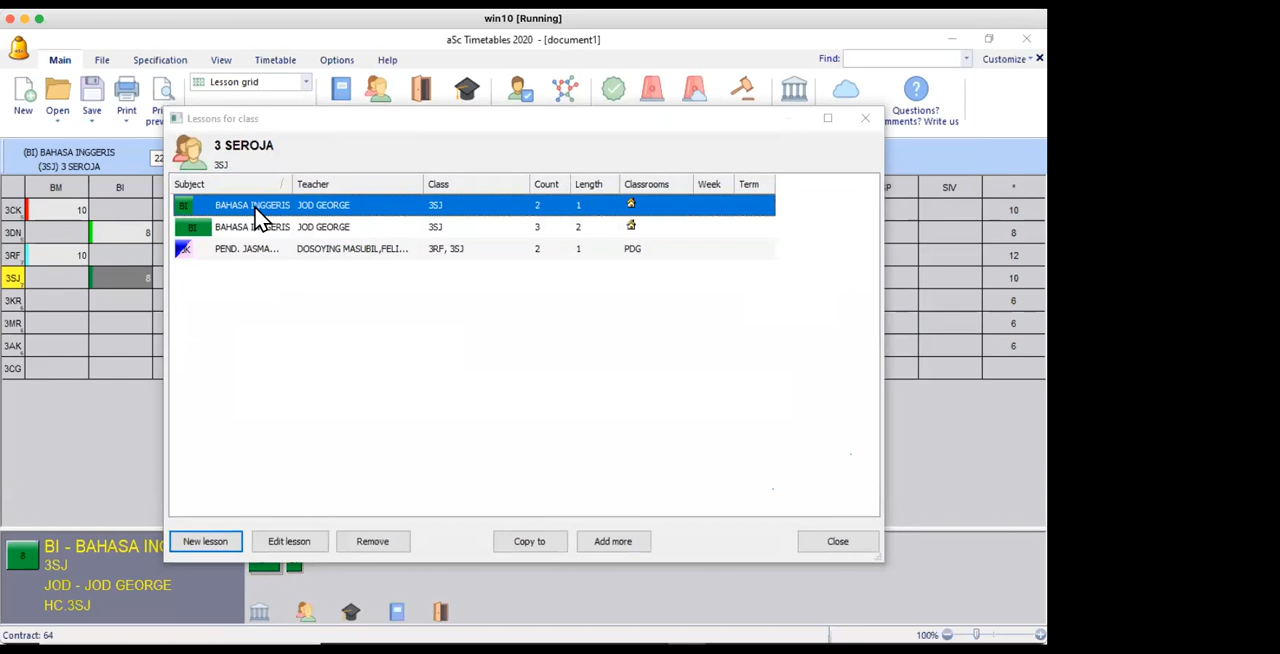 win10 [Running]
aSc Timetables 2020 - [document1]
Main File Specification View Timetable Options Help
Find: Customize
Lesson grid
New Open Save Print
Questions?
mments? Write us
Lessons for class
3 SEROJA
3SJ
(BI) BAHASA INGGERIS
(3SJ) 3 SEROJA
22
Subject Teacher Class Count Length Classrooms Week Term
BI BAHASA INGGERIS JOD GEORGE 3SJ 2 1
BI BAHASA INGGERIS JOD GEORGE 3SJ 3 2
PEND. JASMA... DOSOYING MASUBIL,FELI... 3RF, 3SJ 2 1 PDG
BM BI SIV *
3CK 10 10
3DN 8 8
3RF 10 12
3SJ 8 10
3KR 6
3MR 6
3AK 6
3CG
New lesson Edit lesson Remove Copy to Add more Close
8
BI - BAHASA ING
3SJ
JOD - JOD GEORGE
HC.3SJ
Contract: 64
100%